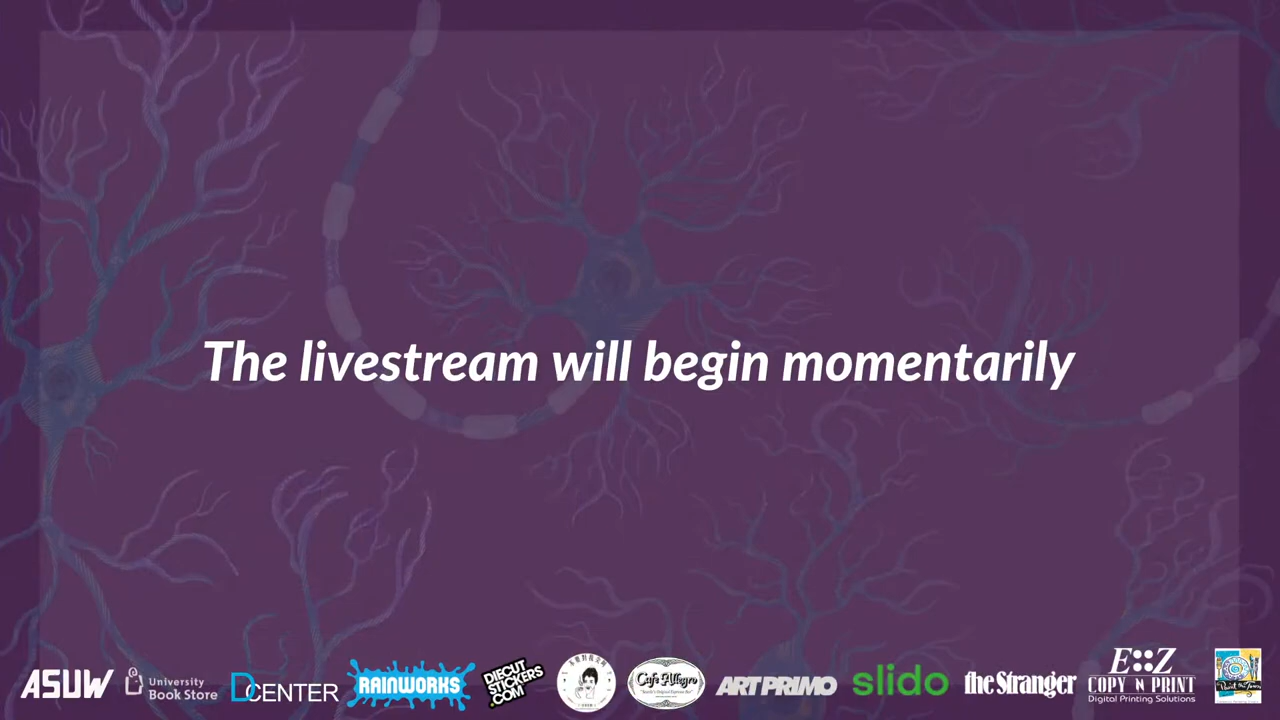 The livestream will begin momentarily
ASUW
University
Book Store
DCENTER
RAINWORKS
DIECUT
STICKERS
.COM
Café Allegro
ART PRIMO
slido
the Stranger
E::Z
COPY N PRINT
Digital Printing Solutions